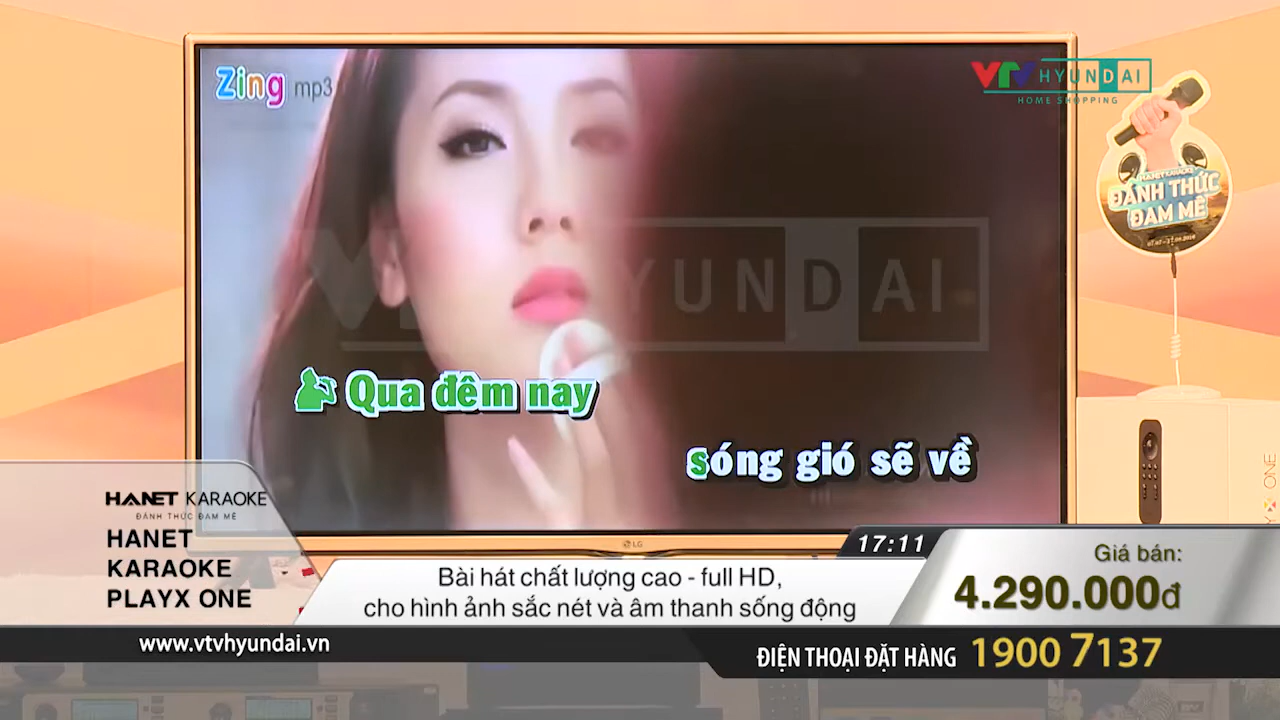 Zing mp3
VTV HYUNDAI
HOME SHOPPING
HANET KARAOKE
ĐÁNH THỨC
ĐAM MÊ
VTV HYUNDAI
Qua đêm nay
sóng gió sẽ về
LG
HANET KARAOKE
ĐÁNH THỨC ĐAM MÊ
HANET
KARAOKE
PLAYX ONE
17:11
Bài hát chất lượng cao - full HD,
cho hình ảnh sắc nét và âm thanh sống động
Giá bán:
4.290.000đ
www.vtvhyundai.vn
ĐIỆN THOẠI ĐẶT HÀNG 1900 7137